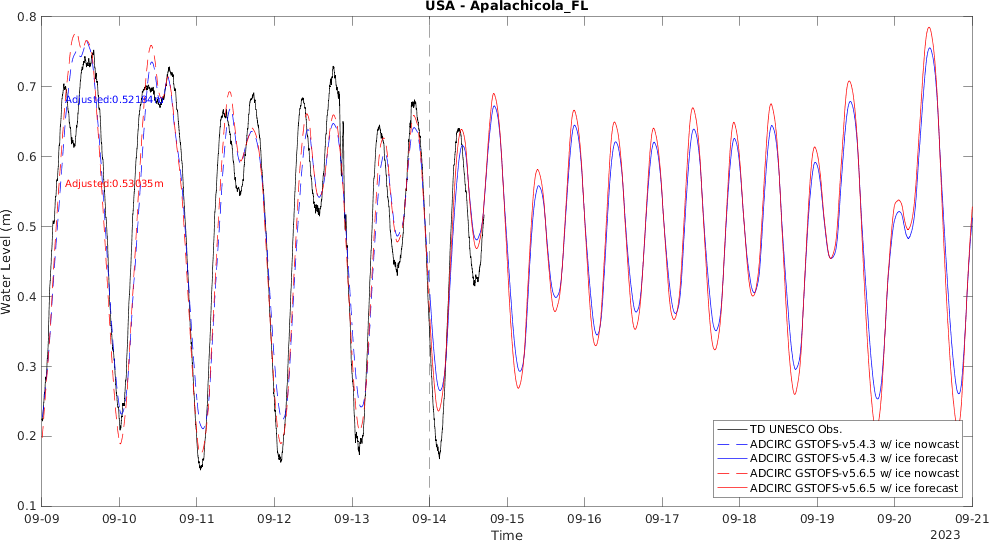 USA - Apalachicola_FL
0.8
0.7
0.6
0.5
0.4
0.3
0.2
0.1
Water Level (m)
Adjusted:0.53035m
TD UNESCO Obs.
ADCIRC GSTOFS-v5.4.3 w/ ice nowcast
ADCIRC GSTOFS-v5.4.3 w/ ice forecast
ADCIRC GSTOFS-v5.6.5 w/ ice nowcast
ADCIRC GSTOFS-v5.6.5 w/ ice forecast
09-09 09-10 09-11 09-12 09-13 09-14 09-15 09-16 09-17 09-18 09-19 09-20 09-21
Time
2023